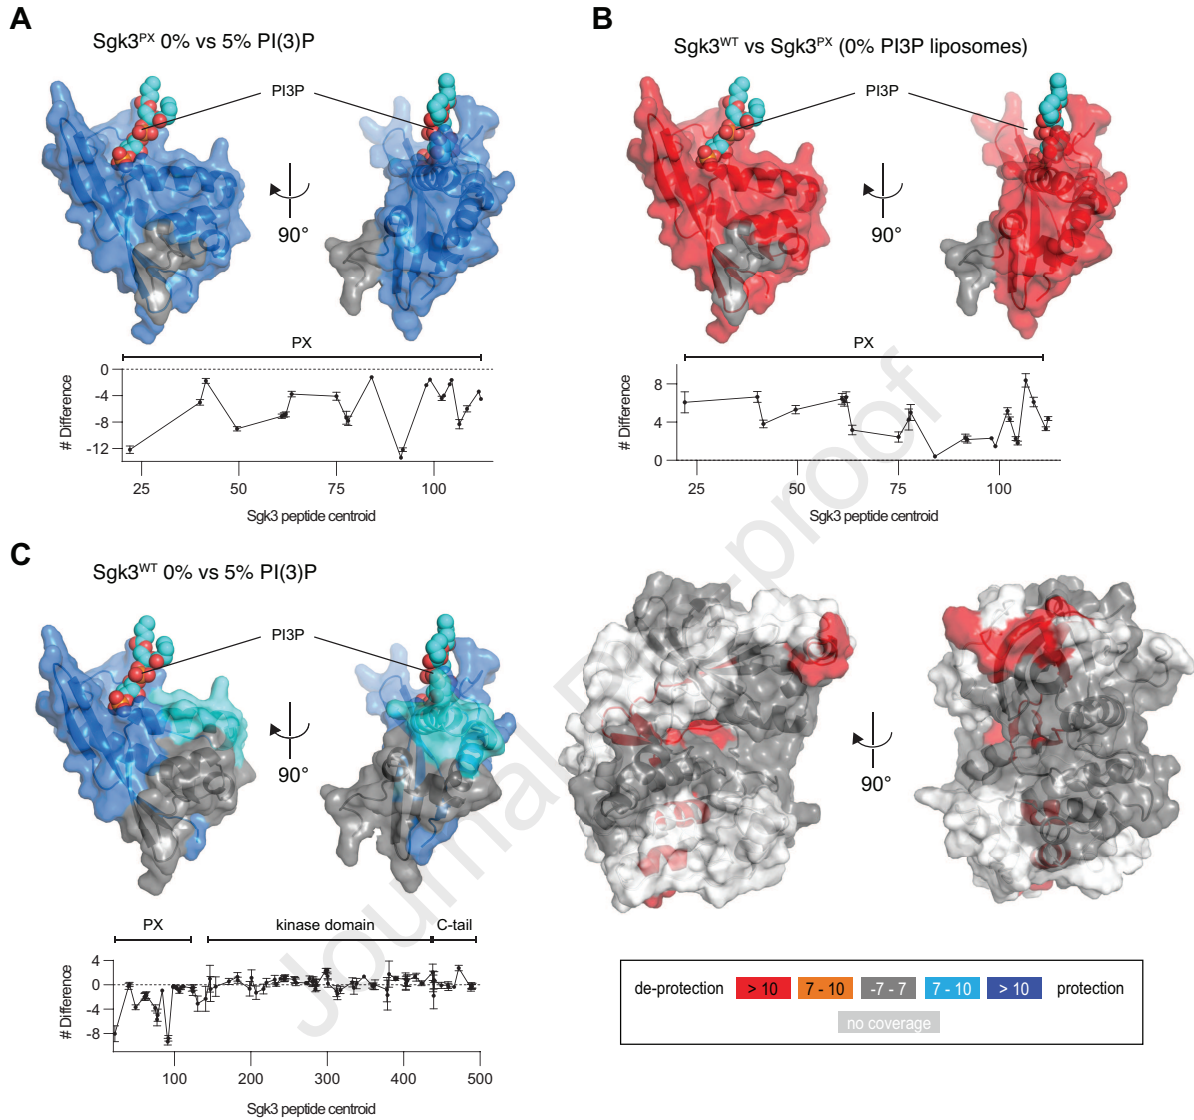 A
Sgk3PX 0% vs 5% PI(3)P
PI3P
90°
PX
# Difference
0
-4
-8
-12
25
50
75
100
Sgk3 peptide centroid
B
Sgk3WT vs Sgk3PX (0% PI3P liposomes)
PI3P
90°
PX
# Difference
8
4
0
25
50
75
100
Sgk3 peptide centroid
C
Sgk3WT 0% vs 5% PI(3)P
PI3P
90°
90°
PX
kinase domain
C-tail
# Difference
4
0
-4
-8
100
200
300
400
500
Sgk3 peptide centroid
de-protection > 10 7 - 10 -7 - 7 7 - 10 > 10 protection
no coverage
Journal Pre-proof